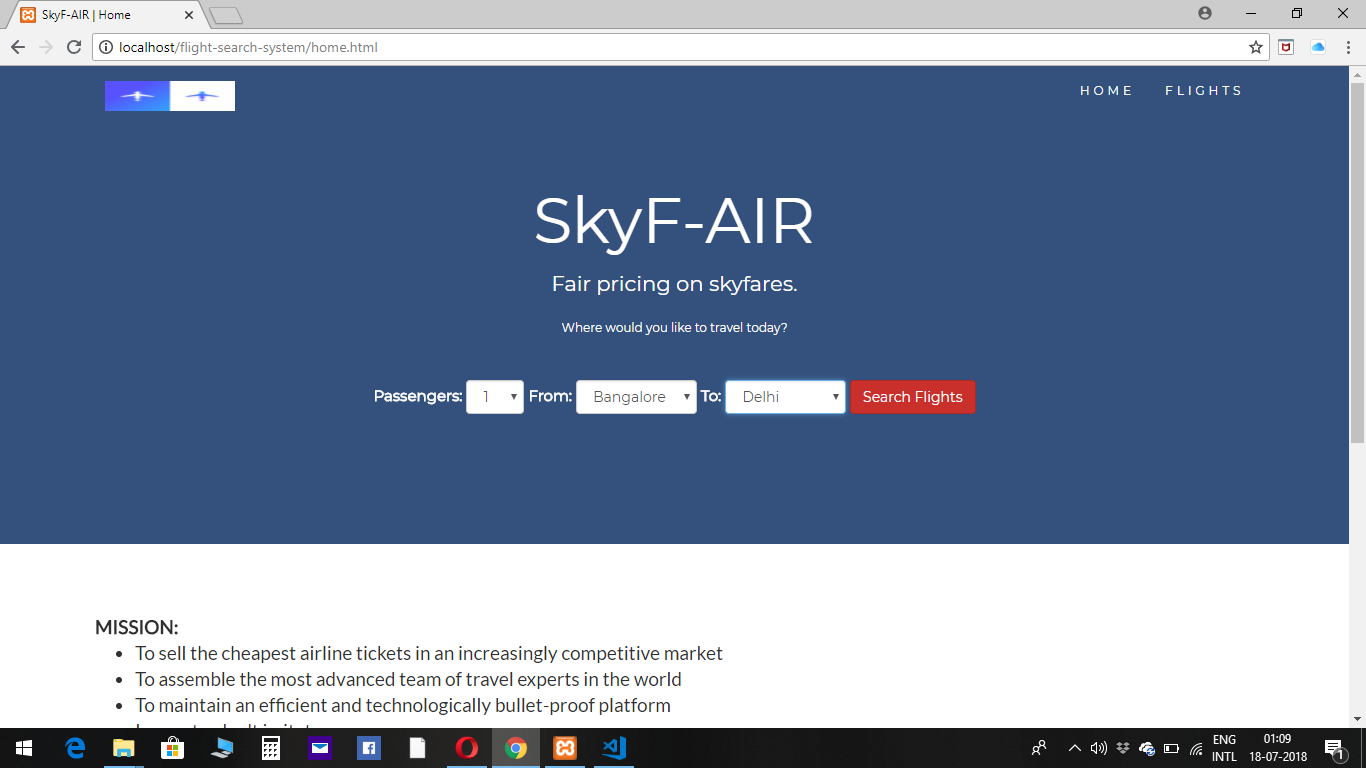 SkyF-AIR | Home
localhost/flight-search-system/home.html
HOME FLIGHTS
SkyF-AIR
Fair pricing on skyfares.
Where would you like to travel today?
Passengers: 1 From: Bangalore To: Delhi Search Flights
MISSION:
• To sell the cheapest airline tickets in an increasingly competitive market
• To assemble the most advanced team of travel experts in the world
• To maintain an efficient and technologically bullet-proof platform
ENG 01:09
INTL 18-07-2018 1